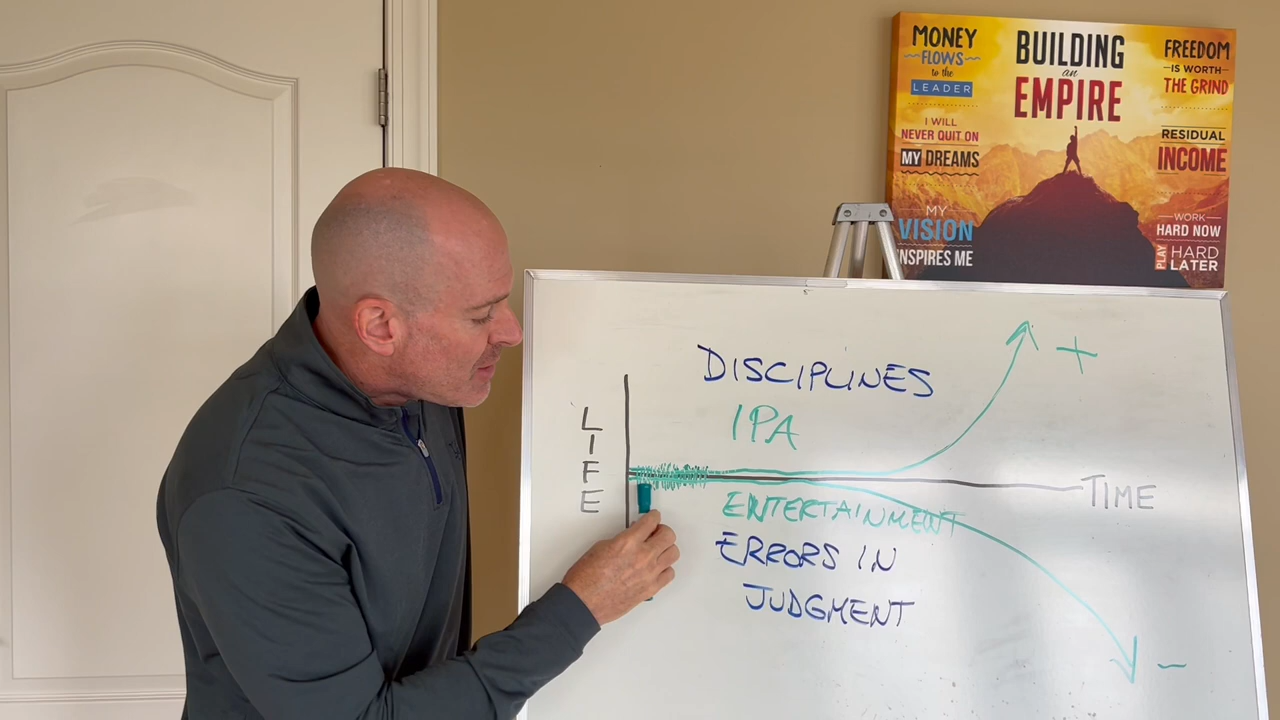 MONEY
FLOWS
to the
LEADER
I WILL
NEVER QUIT ON
MY DREAMS
MY
VISION
INSPIRES ME
BUILDING
an
EMPIRE
FREEDOM
IS WORTH
THE GRIND
RESIDUAL
INCOME
WORK
HARD NOW
PLAY HARD
LATER
DISCIPLINES
IPA
+
LIFE
TIME
ENTERTAINMENT
ERRORS IN
JUDGMENT
-